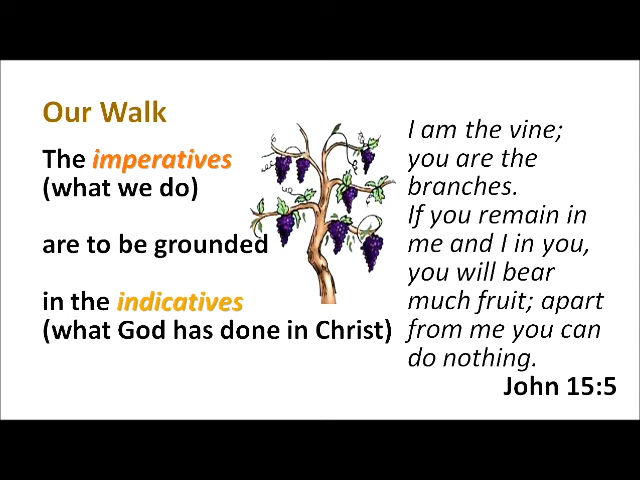 Our Walk
The imperatives
(what we do)
are to be grounded
in the indicatives
(what God has done in Christ)
I am the vine;
you are the
branches.
If you remain in
me and I in you,
you will bear
much fruit; apart
from me you can
do nothing.
John 15:5